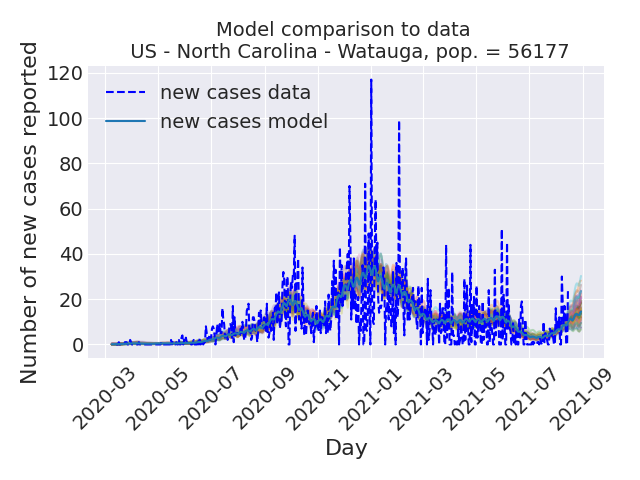 Model comparison to data
US - North Carolina - Watauga, pop. = 56177
Number of new cases reported
120
100
80
60
40
20
0
new cases data
new cases model
2020-03
2020-05
2020-07
2020-09
2020-11
2021-01
2021-03
2021-05
2021-07
2021-09
Day